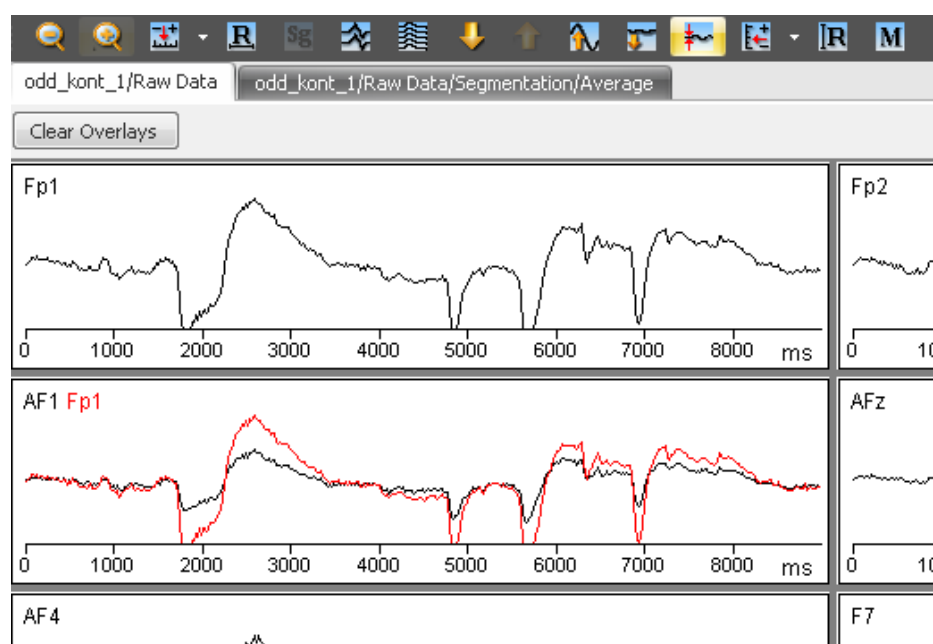 R Sg R M
odd_kont_1/Raw Data odd_kont_1/Raw Data/Segmentation/Average
Clear Overlays
Fp1 Fp2
0 1000 2000 3000 4000 5000 6000 7000 8000 ms 0 10
AF1 Fp1 AFz
0 1000 2000 3000 4000 5000 6000 7000 8000 ms 0 10
AF4 F7